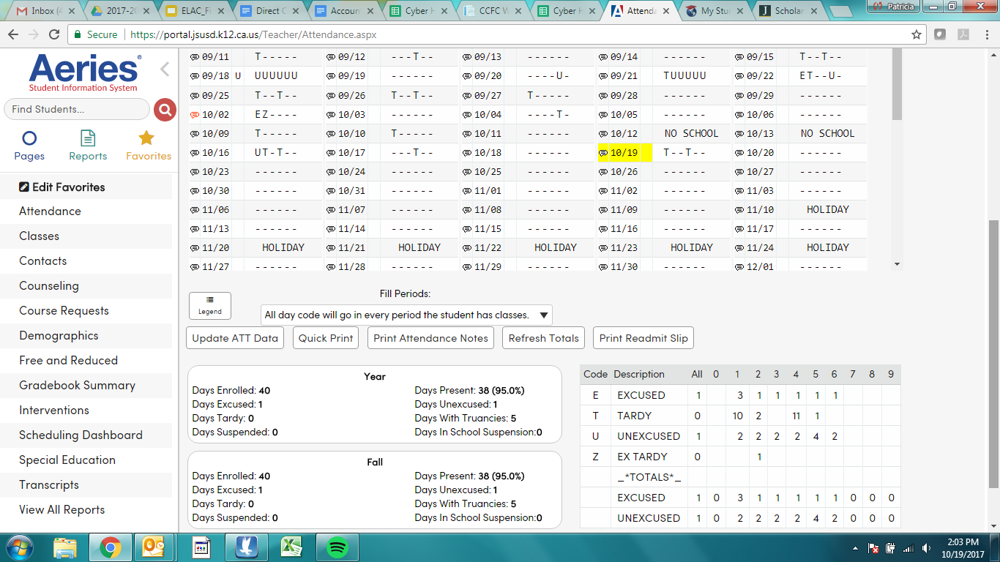 Inbox (4 2017-20 ELAC_Fi Direct C Accoun Cyber H CCFC W Cyber H Attenda My Stu Scholar Patricia
Secure https://portal.jsusd.k12.ca.us/Teacher/Attendance.aspx
Aeries
Student Information System
Find Students...
Pages Reports Favorites
Edit Favorites
Attendance
Classes
Contacts
Counseling
Course Requests
Demographics
Free and Reduced
Gradebook Summary
Interventions
Scheduling Dashboard
Special Education
Transcripts
View All Reports
09/11 T----- 09/12 ---T-- 09/13 ------ 09/14 ------ 09/15 T--T--
09/18 U UUUUUU 09/19 ------ 09/20 ----U- 09/21 TUUUUU 09/22 ET--U-
09/25 T--T-- 09/26 T--T-- 09/27 T----- 09/28 ------ 09/29 ------
10/02 EZ---- 10/03 ------ 10/04 ----T- 10/05 ------ 10/06 ------
10/09 T----- 10/10 T----- 10/11 ------ 10/12 NO SCHOOL 10/13 NO SCHOOL
10/16 UT-T-- 10/17 ---T-- 10/18 ------ 10/19 T--T-- 10/20 ------
10/23 ------ 10/24 ------ 10/25 ------ 10/26 ------ 10/27 ------
10/30 ------ 10/31 ------ 11/01 ------ 11/02 ------ 11/03 ------
11/06 ------ 11/07 ------ 11/08 ------ 11/09 ------ 11/10 HOLIDAY
11/13 ------ 11/14 ------ 11/15 ------ 11/16 ------ 11/17 ------
11/20 HOLIDAY 11/21 HOLIDAY 11/22 HOLIDAY 11/23 HOLIDAY 11/24 HOLIDAY
11/27 ------ 11/28 ------ 11/29 ------ 11/30 ------ 12/01 ------
Legend
Fill Periods:
All day code will go in every period the student has classes.
Update ATT Data Quick Print Print Attendance Notes Refresh Totals Print Readmit Slip
Year
Days Enrolled: 40 Days Present: 38 (95.0%)
Days Excused: 1 Days Unexcused: 1
Days Tardy: 0 Days With Truancies: 5
Days Suspended: 0 Days In School Suspension:0
Fall
Days Enrolled: 40 Days Present: 38 (95.0%)
Days Excused: 1 Days Unexcused: 1
Days Tardy: 0 Days With Truancies: 5
Days Suspended: 0 Days In School Suspension:0
Code Description All 0 1 2 3 4 5 6 7 8 9
E EXCUSED 1 3 1 1 1 1 1
T TARDY 0 10 2 11 1
U UNEXCUSED 1 2 2 2 2 4 2
Z EX TARDY 0 1
_*TOTALS*_
EXCUSED 1 0 3 1 1 1 1 1 0 0 0
UNEXCUSED 1 0 2 2 2 2 4 2 0 0 0
2:03 PM
10/19/2017